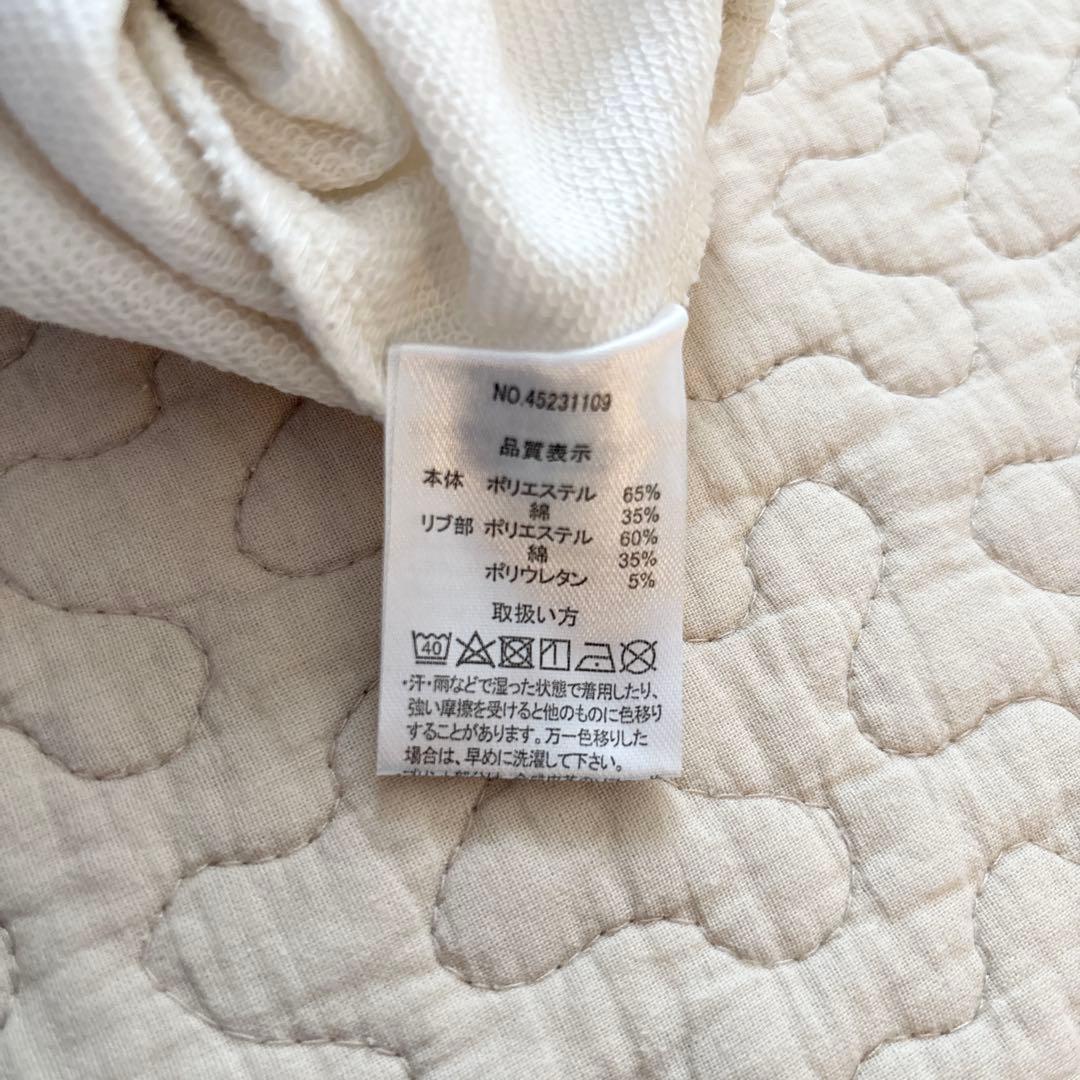 NO.45231109
品質表示
本体 ポリエステル 65%
綿 35%
リブ部 ポリエステル 60%
綿 35%
ポリウレタン 5%
取扱い方
40
・汗・雨などで湿った状態で着用したり、
強い摩擦を受けると他のものに色移り
することがあります。万一色移りした
場合は、早めに洗濯して下さい。